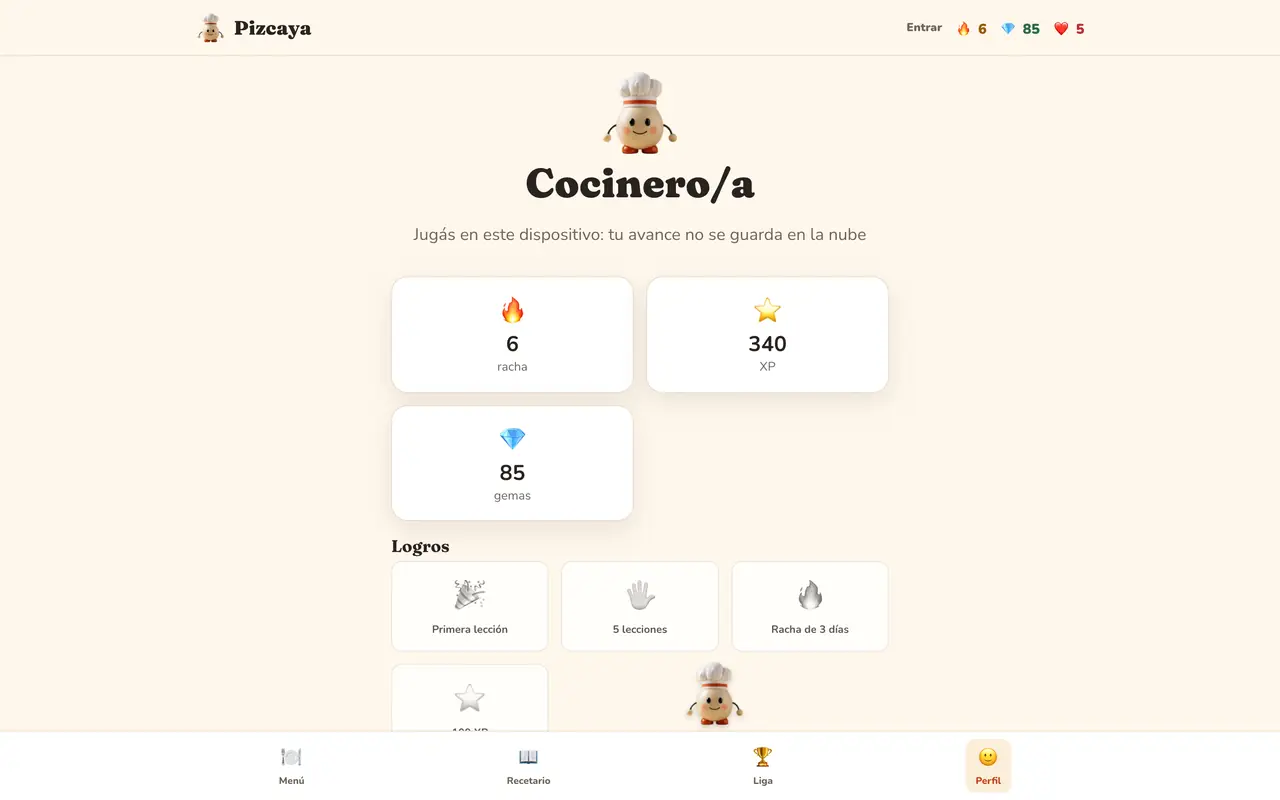 Pizcaya
Entrar 6 85 5
Cocinero/a
Jugás en este dispositivo: tu avance no se guarda en la nube
6
racha
340
XP
85
gemas
Logros
Primera lección
5 lecciones
Racha de 3 días
Menú
Recetario
Liga
Perfil